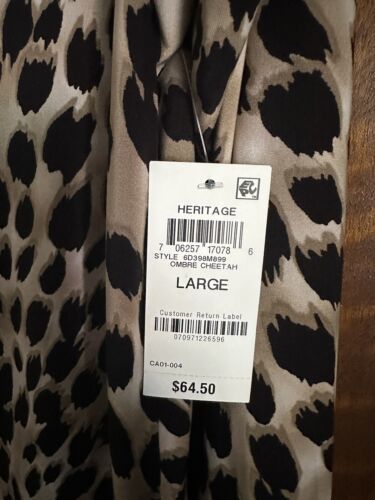 HERITAGE
7 06257 17078 6
STYLE 6D398M899
OMBRE CHEETAH
LARGE
Customer Return Label
070971226596
CA01-004
$64.50